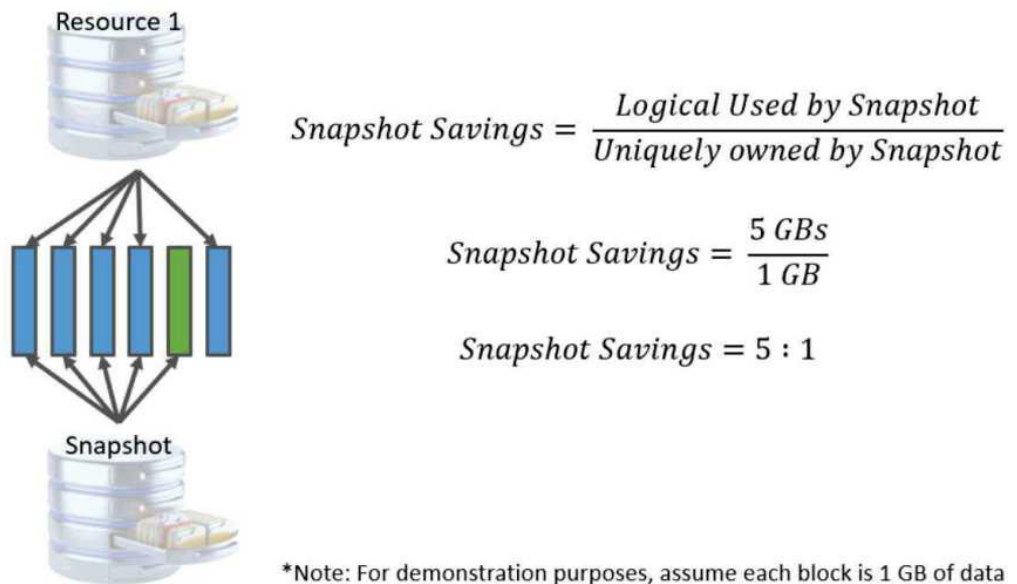 Resource 1
Snapshot Savings = Logical Used by Snapshot / Uniquely owned by Snapshot
Snapshot Savings = 5 GBs / 1 GB
Snapshot Savings = 5 : 1
Snapshot
*Note: For demonstration purposes, assume each block is 1 GB of data